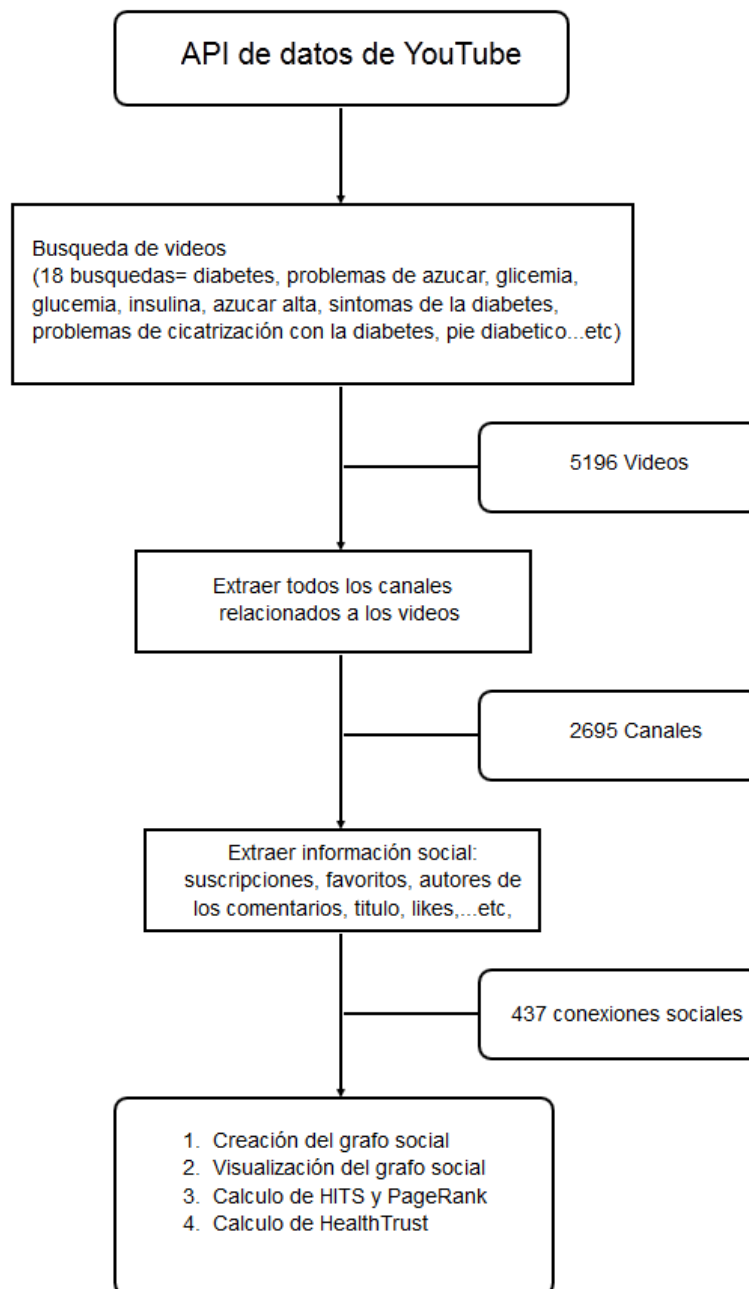 API de datos de YouTube
Busqueda de videos
(18 busquedas= diabetes, problemas de azucar, glicemia,
glucemia, insulina, azucar alta, sintomas de la diabetes,
problemas de cicatrización con la diabetes, pie diabetico...etc)
5196 Videos
Extraer todos los canales
relacionados a los videos
2695 Canales
Extraer información social:
suscripciones, favoritos, autores de
los comentarios, titulo, likes,...etc,
437 conexiones sociales
1. Creación del grafo social
2. Visualización del grafo social
3. Calculo de HITS y PageRank
4. Calculo de HealthTrust